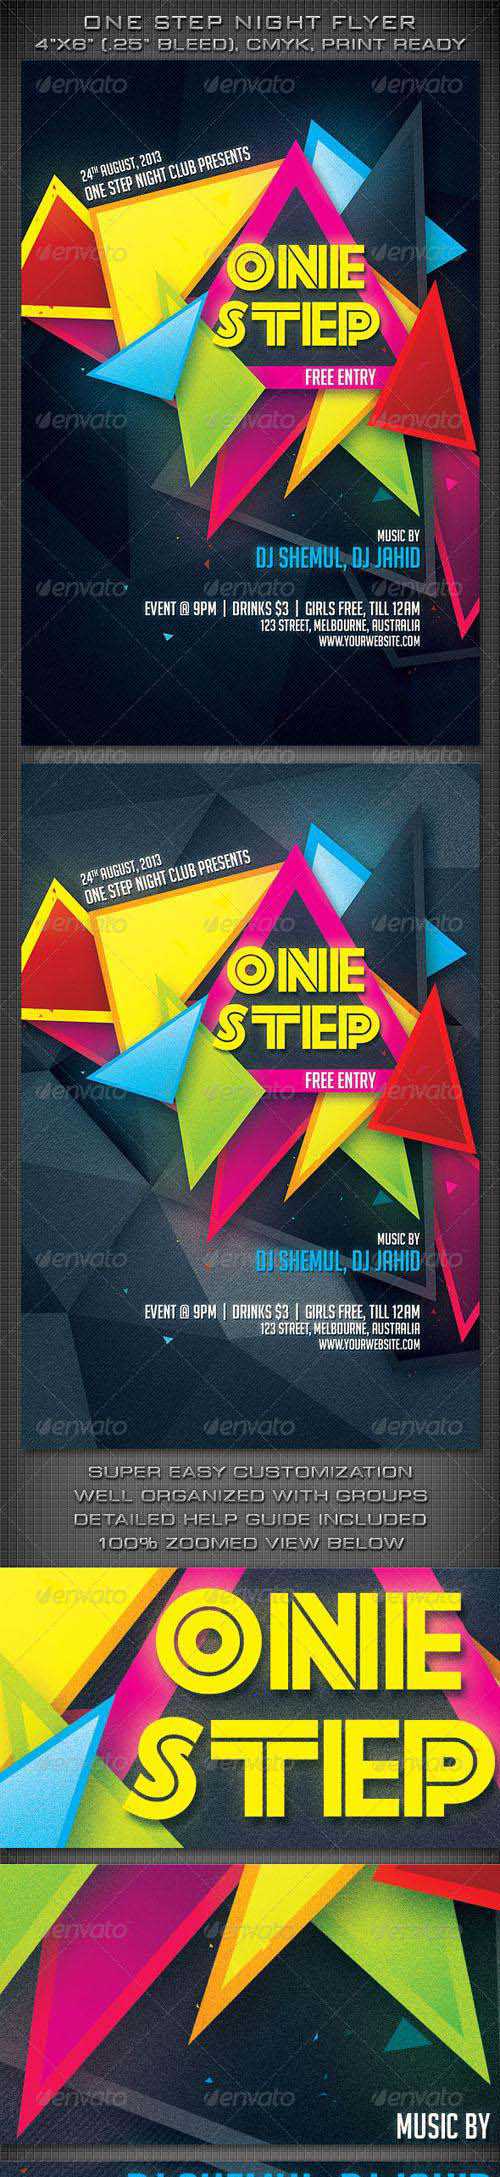 ONE STEP NIGHT FLYER
4"X6" (.25" BLEED), CMYK, PRINT READY
24TH AUGUST, 2013
ONE STEP NIGHT CLUB PRESENTS
ONE
STEP
FREE ENTRY
MUSIC BY
DJ SHEMUL, DJ JAHID
EVENT @ 9PM | DRINKS $3 | GIRLS FREE, TILL 12AM
123 STREET, MELBOURNE, AUSTRALIA
WWW.YOURWEBSITE.COM
24TH AUGUST, 2013
ONE STEP NIGHT CLUB PRESENTS
ONE
STEP
FREE ENTRY
MUSIC BY
DJ SHEMUL, DJ JAHID
EVENT @ 9PM | DRINKS $3 | GIRLS FREE, TILL 12AM
123 STREET, MELBOURNE, AUSTRALIA
WWW.YOURWEBSITE.COM
SUPER EASY CUSTOMIZATION
WELL ORGANIZED WITH GROUPS
DETAILED HELP GUIDE INCLUDED
100% ZOOMED VIEW BELOW
ONE
STEP
MUSIC BY